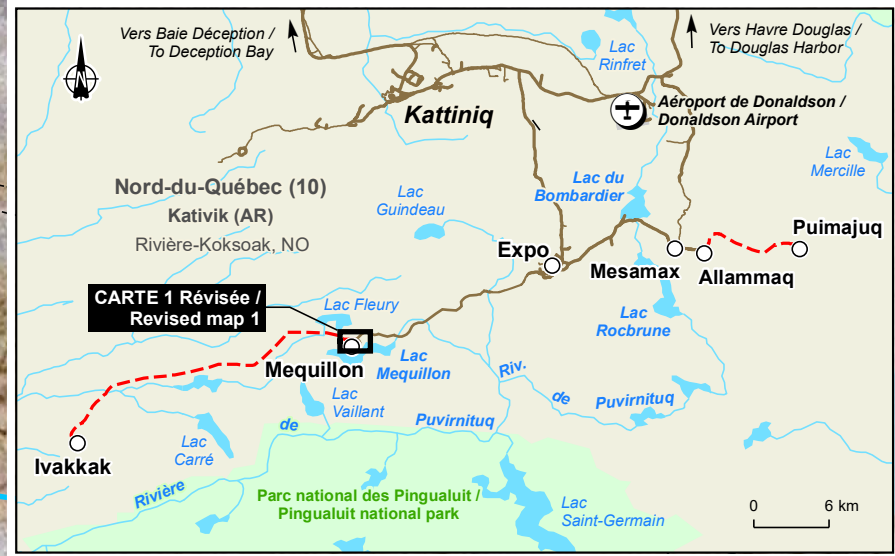 Vers Baie Déception /
To Deception Bay
Vers Havre Douglas /
To Douglas Harbor
Lac
Rinfret
Kattiniq
Aéroport de Donaldson /
Donaldson Airport
Lac
Mercille
Nord-du-Québec (10)
Kativik (AR)
Rivière-Koksoak, NO
Lac
Guindeau
Lac du
Bombardier
Puimajuq
Expo
Mesamax
Allammaq
CARTE 1 Révisée /
Revised map 1
Lac Fleury
Lac
Rocbrune
Mequillon
Lac
Mequillon
Riv.
de
Puvirnituq
Lac
Vaillant
de
Puvirnituq
Lac
Carré
Ivakkak
Rivière
Parc national des Pingualuit /
Pingualuit national park
Lac
Saint-Germain
0 6 km